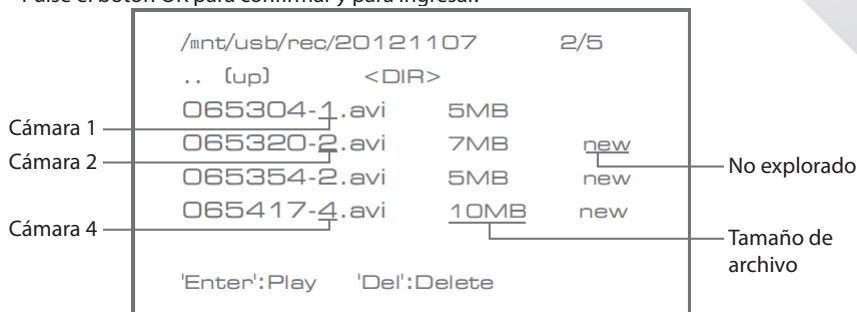 Pulse el botón OK para confirmar y para ingresar.
/mnt/usb/rec/20121107 2/5
.. (up) <DIR>
065304-1.avi 5MB
Cámara 1
065320-2.avi 7MB new
Cámara 2
No explorado
065354-2.avi 5MB new
065417-4.avi 10MB new
Cámara 4
Tamaño de
archivo
'Enter':Play 'Del':Delete